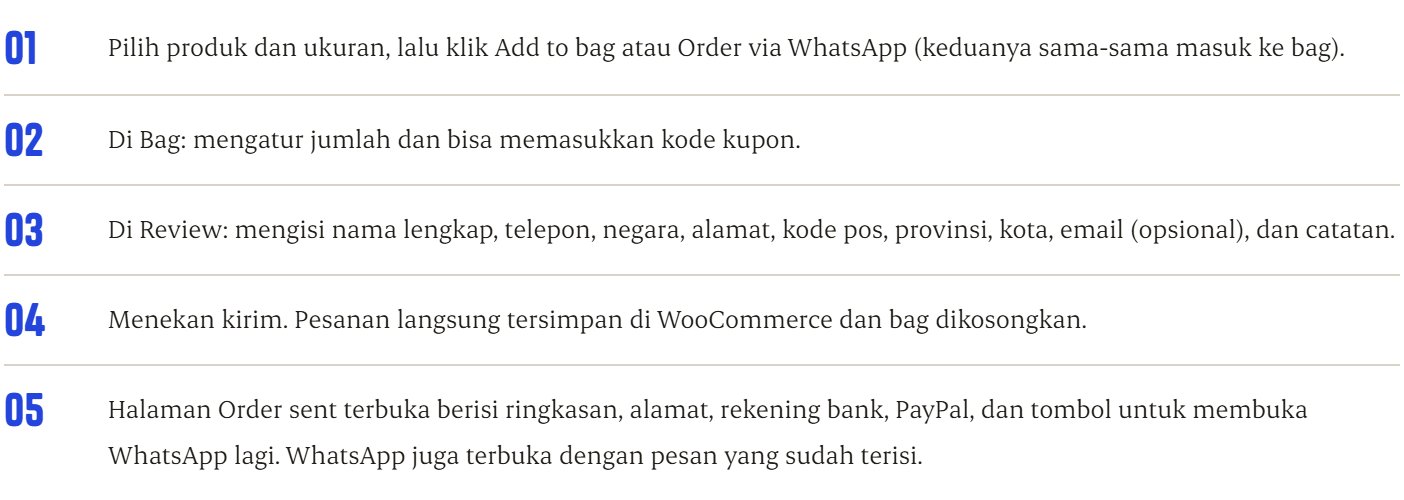 01 Pilih produk dan ukuran, lalu klik Add to bag atau Order via WhatsApp (keduanya sama-sama masuk ke bag).
02 Di Bag: mengatur jumlah dan bisa memasukkan kode kupon.
03 Di Review: mengisi nama lengkap, telepon, negara, alamat, kode pos, provinsi, kota, email (opsional), dan catatan.
04 Menekan kirim. Pesanan langsung tersimpan di WooCommerce dan bag dikosongkan.
05 Halaman Order sent terbuka berisi ringkasan, alamat, rekening bank, PayPal, dan tombol untuk membuka
WhatsApp lagi. WhatsApp juga terbuka dengan pesan yang sudah terisi.